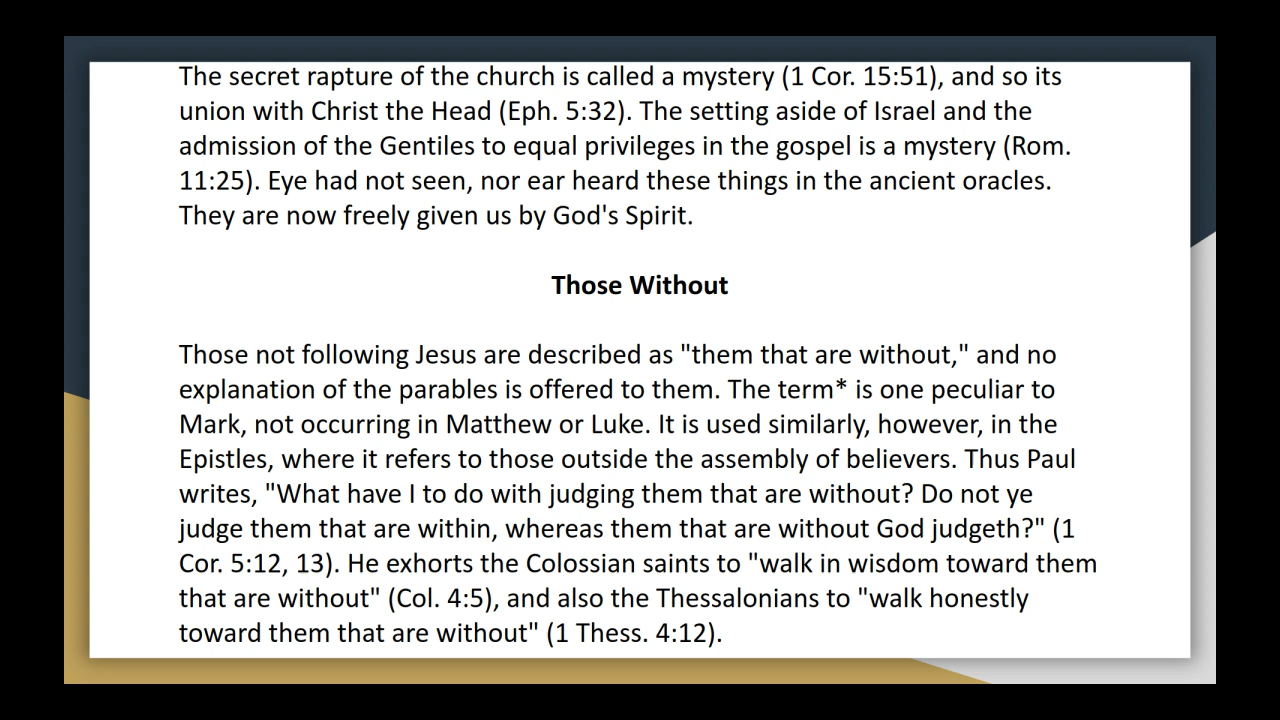 The secret rapture of the church is called a mystery (1 Cor. 15:51), and so its
union with Christ the Head (Eph. 5:32). The setting aside of Israel and the
admission of the Gentiles to equal privileges in the gospel is a mystery (Rom.
11:25). Eye had not seen, nor ear heard these things in the ancient oracles.
They are now freely given us by God's Spirit.
Those Without
Those not following Jesus are described as "them that are without," and no
explanation of the parables is offered to them. The term* is one peculiar to
Mark, not occurring in Matthew or Luke. It is used similarly, however, in the
Epistles, where it refers to those outside the assembly of believers. Thus Paul
writes, "What have I to do with judging them that are without? Do not ye
judge them that are within, whereas them that are without God judgeth?" (1
Cor. 5:12, 13). He exhorts the Colossian saints to "walk in wisdom toward them
that are without" (Col. 4:5), and also the Thessalonians to "walk honestly
toward them that are without" (1 Thess. 4:12).